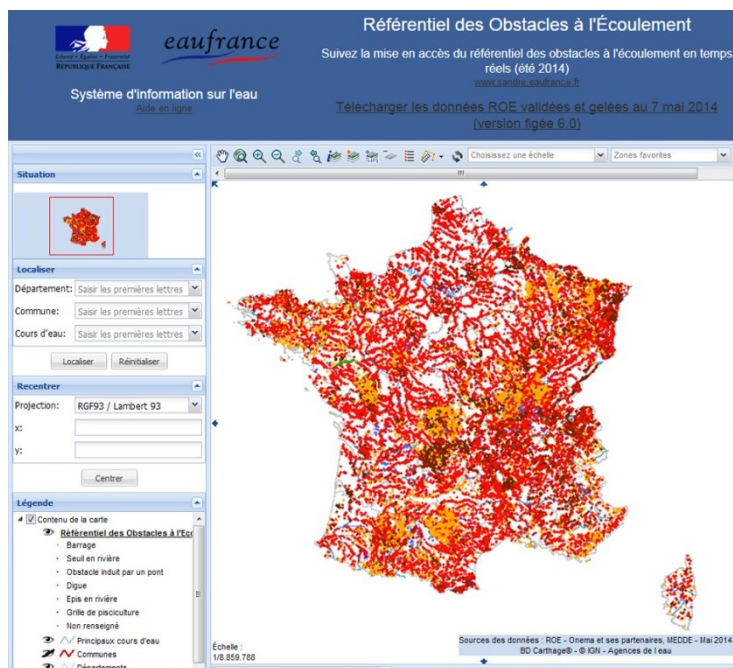 Liberté • Égalité • Fraternité
RÉPUBLIQUE FRANÇAISE
eaufrance
Système d'information sur l'eau
Aide en ligne
Référentiel des Obstacles à l'Écoulement
Suivez la mise en accès du référentiel des obstacles à l'écoulement en temps
réels (été 2014)
www.sandre.eaufrance.fr
Télécharger les données ROE validées et gelées au 7 mai 2014
(version figée 6.0)
Choisissez une échelle
Zones favorites
Situation
Localiser
Département: Saisir les premières lettres
Commune: Saisir les premières lettres
Cours d'eau: Saisir les premières lettres
Localiser Réinitialiser
Recentrer
Projection: RGF93 / Lambert 93
x:
y:
Centrer
Légende
Contenu de la carte
Référentiel des Obstacles à l'Eco
Barrage
Seuil en rivière
Obstacle induit par un pont
Digue
Epis en rivière
Grille de pisciculture
Non renseigné
Principaux cours d'eau
Communes
Départements
Échelle :
1/8.859.788
Sources des données : ROE - Onema et ses partenaires, MEDDE - Mai 2014
BD Carthage® - © IGN - Agences de l eau